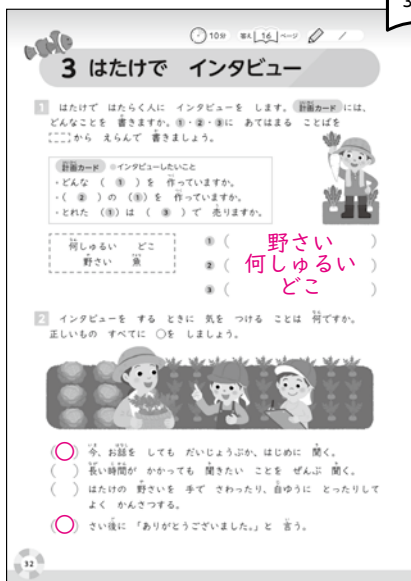 3
10分 答え 16 ページ /
3 はたけで インタビュー
1 はたけで はたらく人に インタビューを します。計画カードには、
どんなことを 書きますか。①・②・③に あてはまる ことばを
から えらんで 書きましょう。
計画カード ◎インタビューしたいこと
・どんな ( ① )を 作っていますか。
・( ② )の (①)を 作っていますか。
・とれた (①)は ( ③ )で 売りますか。
何しゅるい どこ
野さい 魚
① ( 野さい )
② ( 何しゅるい )
③ ( どこ )
2 インタビューを する ときに 気を つける ことは 何ですか。
正しいもの すべてに ○を しましょう。
(○) 今、お話を しても だいじょうぶか、はじめに 聞く。
( ) 長い時間が かかっても 聞きたい ことを ぜんぶ 聞く。
( ) はたけの 野さいを 手で さわったり、自ゆうに とったりして
よく かんさつする。
(○) さい後に 「ありがとうございました。」と 言う。
32